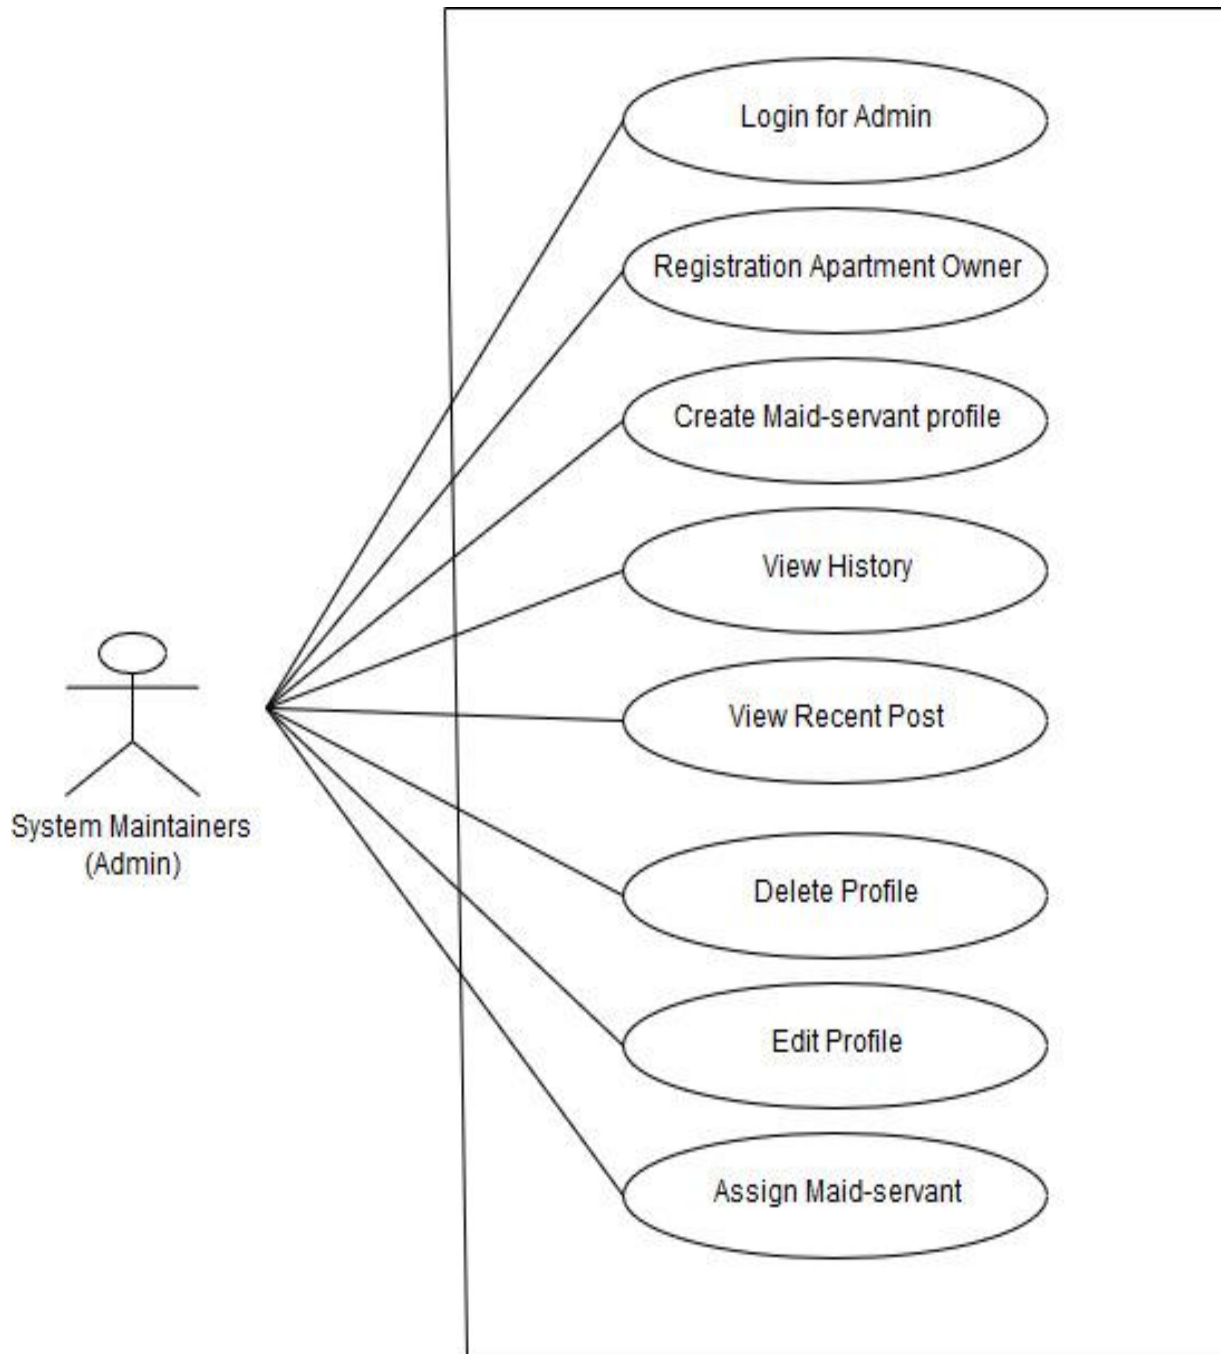 Login for Admin
Registration Apartment Owner
Create Maid-servant profile
View History
View Recent Post
System Maintainers
(Admin)
Delete Profile
Edit Profile
Assign Maid-servant